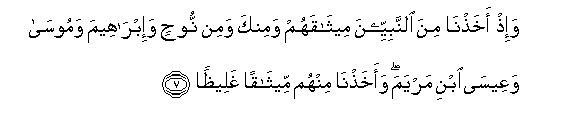 وَإِذْ أَخَذْنَا مِنَ ٱلنَّبِيِّـۧنَ مِيثَـٰقَهُمْ وَمِنكَ وَمِن نُّوحٍ وَإِبْرَٰهِيمَ وَمُوسَىٰ
وَعِيسَى ٱبْنِ مَرْيَمَ ۖ وَأَخَذْنَا مِنْهُم مِّيثَـٰقًا غَلِيظًا ﴿٧﴾